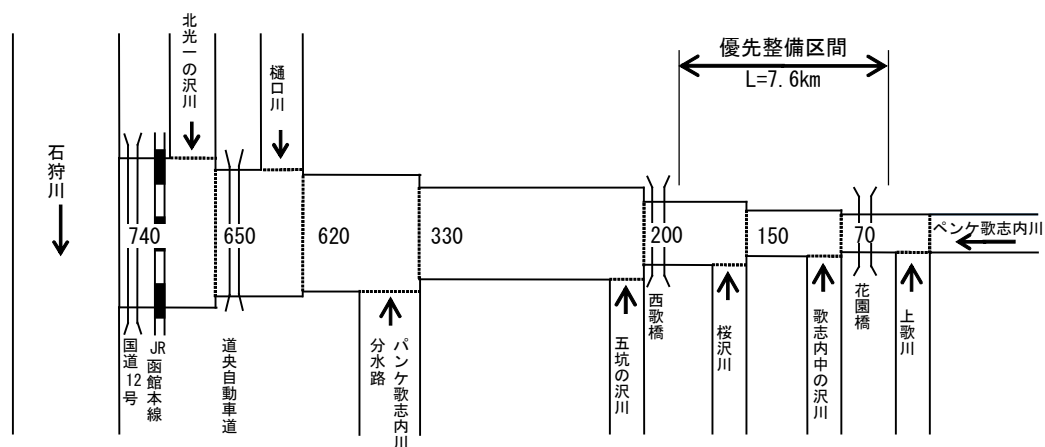 北光一の沢川
樋口川
優先整備区間
L=7.6km
石狩川
740
650
620
330
200
150
70
ペンケ歌志内川
国道12号
JR函館本線
道央自動車道
パンケ歌志内川
分水路
五坑の沢川
西歌橋
桜沢川
歌志内中の沢川
花園橋
上歌川